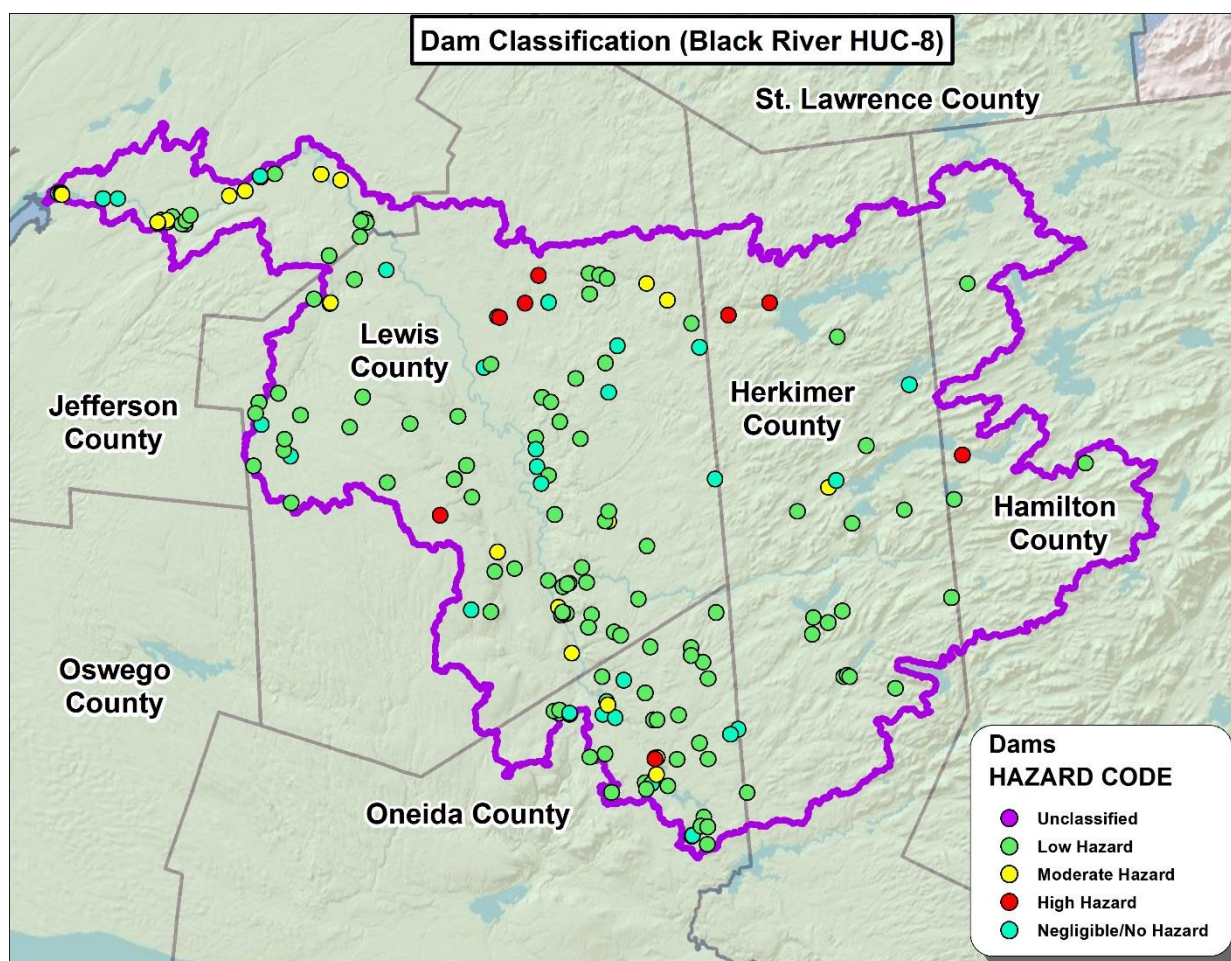 Dam Classification (Black River HUC-8)
St. Lawrence County
Lewis
County
Jefferson
County
Herkimer
County
Hamilton
County
Oswego
County
Oneida County
Dams
HAZARD CODE
Unclassified
Low Hazard
Moderate Hazard
High Hazard
Negligible/No Hazard